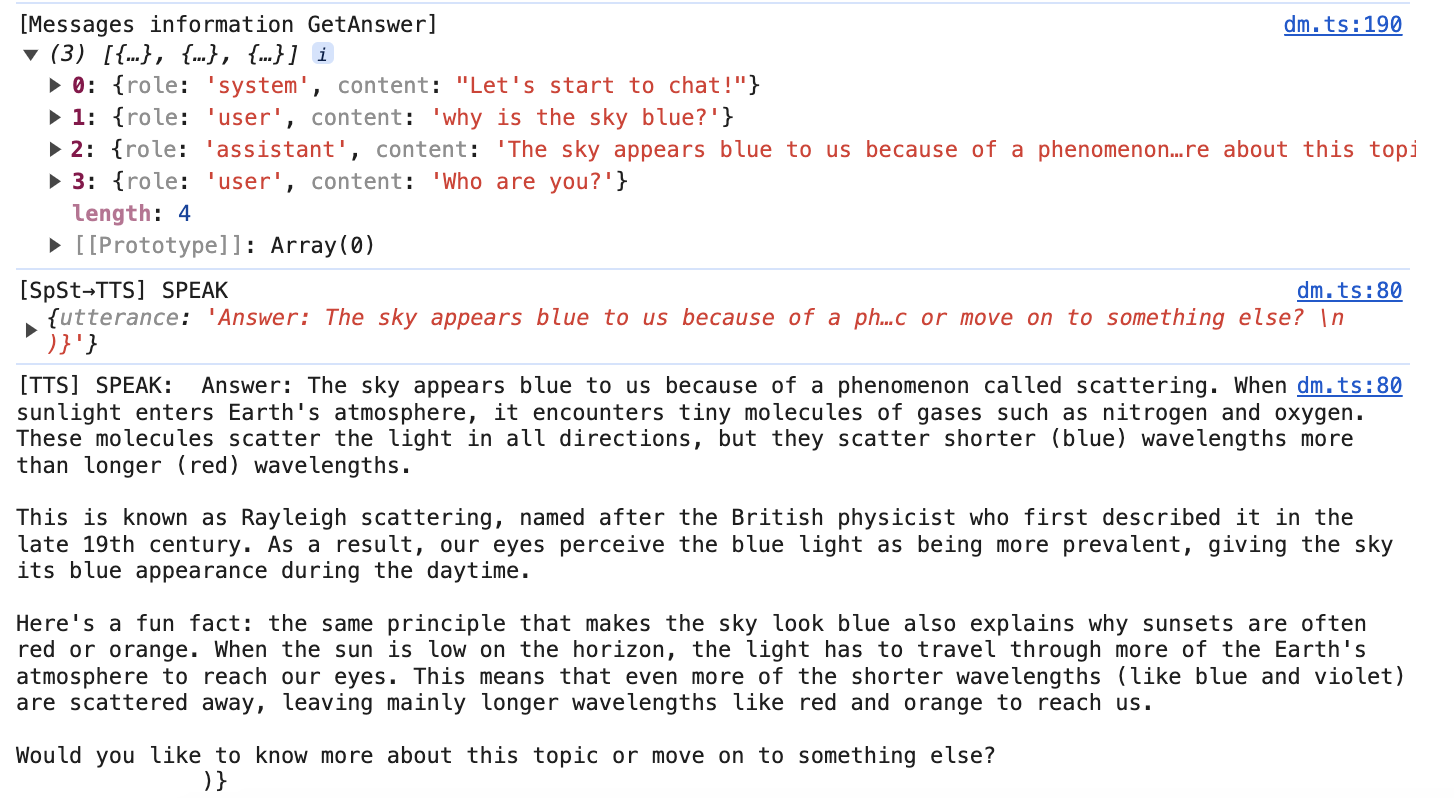 [Messages information GetAnswer] dm.ts:190
▼ (3) [{…}, {…}, {…}] i
▶ 0: {role: 'system', content: "Let's start to chat!"}
▶ 1: {role: 'user', content: 'why is the sky blue?'}
▶ 2: {role: 'assistant', content: 'The sky appears blue to us because of a phenomenon…re about this topi
▶ 3: {role: 'user', content: 'Who are you?'}
length: 4
▶ [[Prototype]]: Array(0)
[SpSt→TTS] SPEAK dm.ts:80
▶ {utterance: 'Answer: The sky appears blue to us because of a ph…c or move on to something else? \n
)}'}
[TTS] SPEAK:  Answer: The sky appears blue to us because of a phenomenon called scattering. When dm.ts:80
sunlight enters Earth's atmosphere, it encounters tiny molecules of gases such as nitrogen and oxygen.
These molecules scatter the light in all directions, but they scatter shorter (blue) wavelengths more
than longer (red) wavelengths.
This is known as Rayleigh scattering, named after the British physicist who first described it in the
late 19th century. As a result, our eyes perceive the blue light as being more prevalent, giving the sky
its blue appearance during the daytime.
Here's a fun fact: the same principle that makes the sky look blue also explains why sunsets are often
red or orange. When the sun is low on the horizon, the light has to travel through more of the Earth's
atmosphere to reach our eyes. This means that even more of the shorter wavelengths (like blue and violet)
are scattered away, leaving mainly longer wavelengths like red and orange to reach us.
Would you like to know more about this topic or move on to something else?
)}